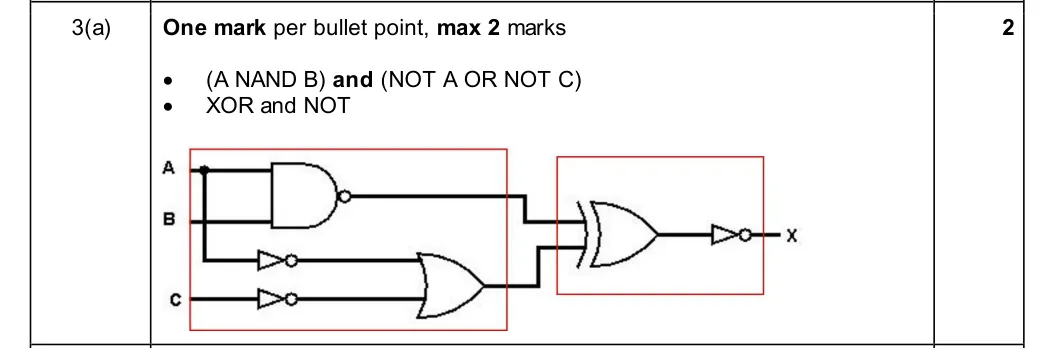 3(a) One mark per bullet point, max 2 marks 2
• (A NAND B) and (NOT A OR NOT C)
• XOR and NOT
A
B
C
X